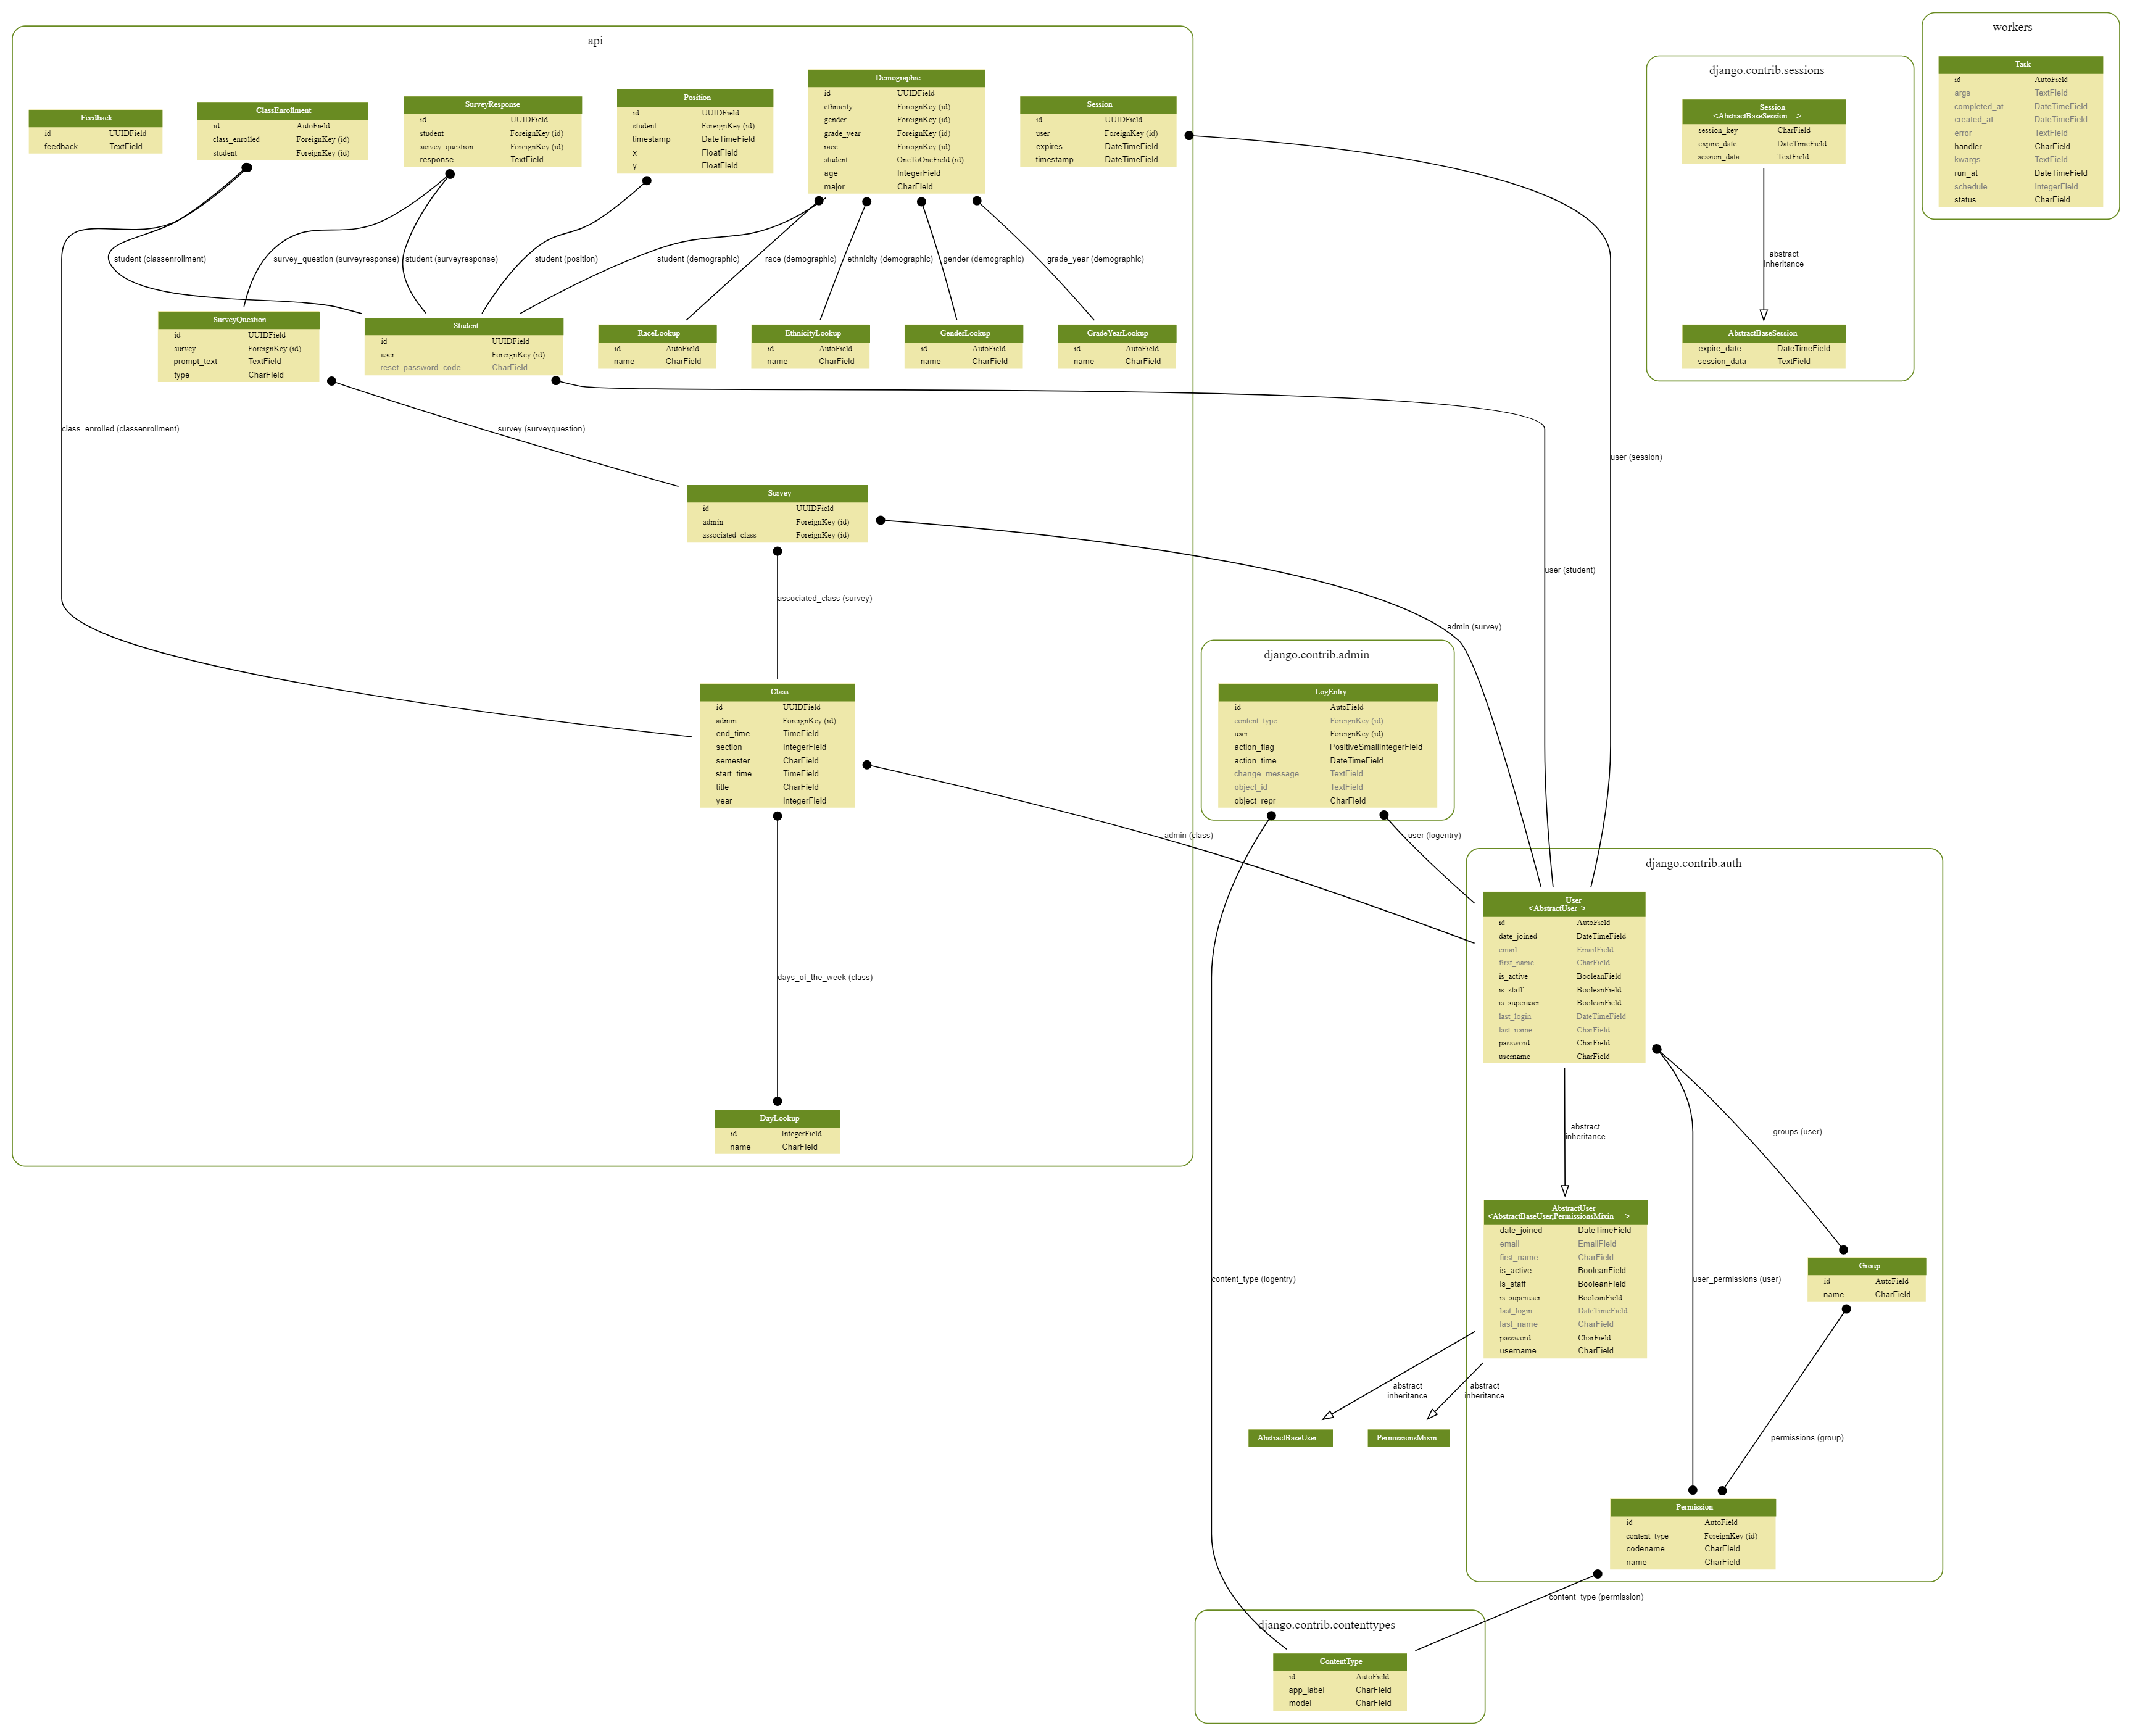 api
Feedback
id UUIDField
feedback TextField
ClassEnrollment
id AutoField
class_enrolled ForeignKey (id)
student ForeignKey (id)
SurveyResponse
id UUIDField
student ForeignKey (id)
survey_question ForeignKey (id)
response TextField
Position
id UUIDField
student ForeignKey (id)
timestamp DateTimeField
x FloatField
y FloatField
Demographic
id UUIDField
ethnicity ForeignKey (id)
gender ForeignKey (id)
grade_year ForeignKey (id)
race ForeignKey (id)
student OneToOneField (id)
age IntegerField
major CharField
Session
id UUIDField
user ForeignKey (id)
expires DateTimeField
timestamp DateTimeField
student (classenrollment)
survey_question (surveyresponse)
student (surveyresponse)
student (position)
student (demographic)
race (demographic)
ethnicity (demographic)
gender (demographic)
grade_year (demographic)
SurveyQuestion
id UUIDField
survey ForeignKey (id)
prompt_text TextField
type CharField
Student
id UUIDField
user ForeignKey (id)
reset_password_code CharField
RaceLookup
id AutoField
name CharField
EthnicityLookup
id AutoField
name CharField
GenderLookup
id AutoField
name CharField
GradeYearLookup
id AutoField
name CharField
class_enrolled (classenrollment)
survey (surveyquestion)
Survey
id UUIDField
admin ForeignKey (id)
associated_class ForeignKey (id)
associated_class (survey)
Class
id UUIDField
admin ForeignKey (id)
end_time TimeField
section IntegerField
semester CharField
start_time TimeField
title CharField
year IntegerField
days_of_the_week (class)
DayLookup
id IntegerField
name CharField
django.contrib.sessions
Session
<AbstractBaseSession >
session_key CharField
expire_date DateTimeField
session_data TextField
abstract
inheritance
AbstractBaseSession
expire_date DateTimeField
session_data TextField
workers
Task
id AutoField
args TextField
completed_at DateTimeField
created_at DateTimeField
error TextField
handler CharField
kwargs TextField
run_at DateTimeField
schedule IntegerField
status CharField
user (session)
user (student)
admin (survey)
admin (class)
django.contrib.admin
LogEntry
id AutoField
content_type ForeignKey (id)
user ForeignKey (id)
action_flag PositiveSmallIntegerField
action_time DateTimeField
change_message TextField
object_id TextField
object_repr CharField
user (logentry)
content_type (logentry)
django.contrib.auth
User
<AbstractUser >
id AutoField
date_joined DateTimeField
email EmailField
first_name CharField
is_active BooleanField
is_staff BooleanField
is_superuser BooleanField
last_login DateTimeField
last_name CharField
password CharField
username CharField
abstract
inheritance
groups (user)
user_permissions (user)
AbstractUser
<AbstractBaseUser,PermissionsMixin >
date_joined DateTimeField
email EmailField
first_name CharField
is_active BooleanField
is_staff BooleanField
is_superuser BooleanField
last_login DateTimeField
last_name CharField
password CharField
username CharField
Group
id AutoField
name CharField
abstract
inheritance
abstract
inheritance
permissions (group)
AbstractBaseUser
PermissionsMixin
Permission
id AutoField
content_type ForeignKey (id)
codename CharField
name CharField
content_type (permission)
django.contrib.contenttypes
ContentType
id AutoField
app_label CharField
model CharField